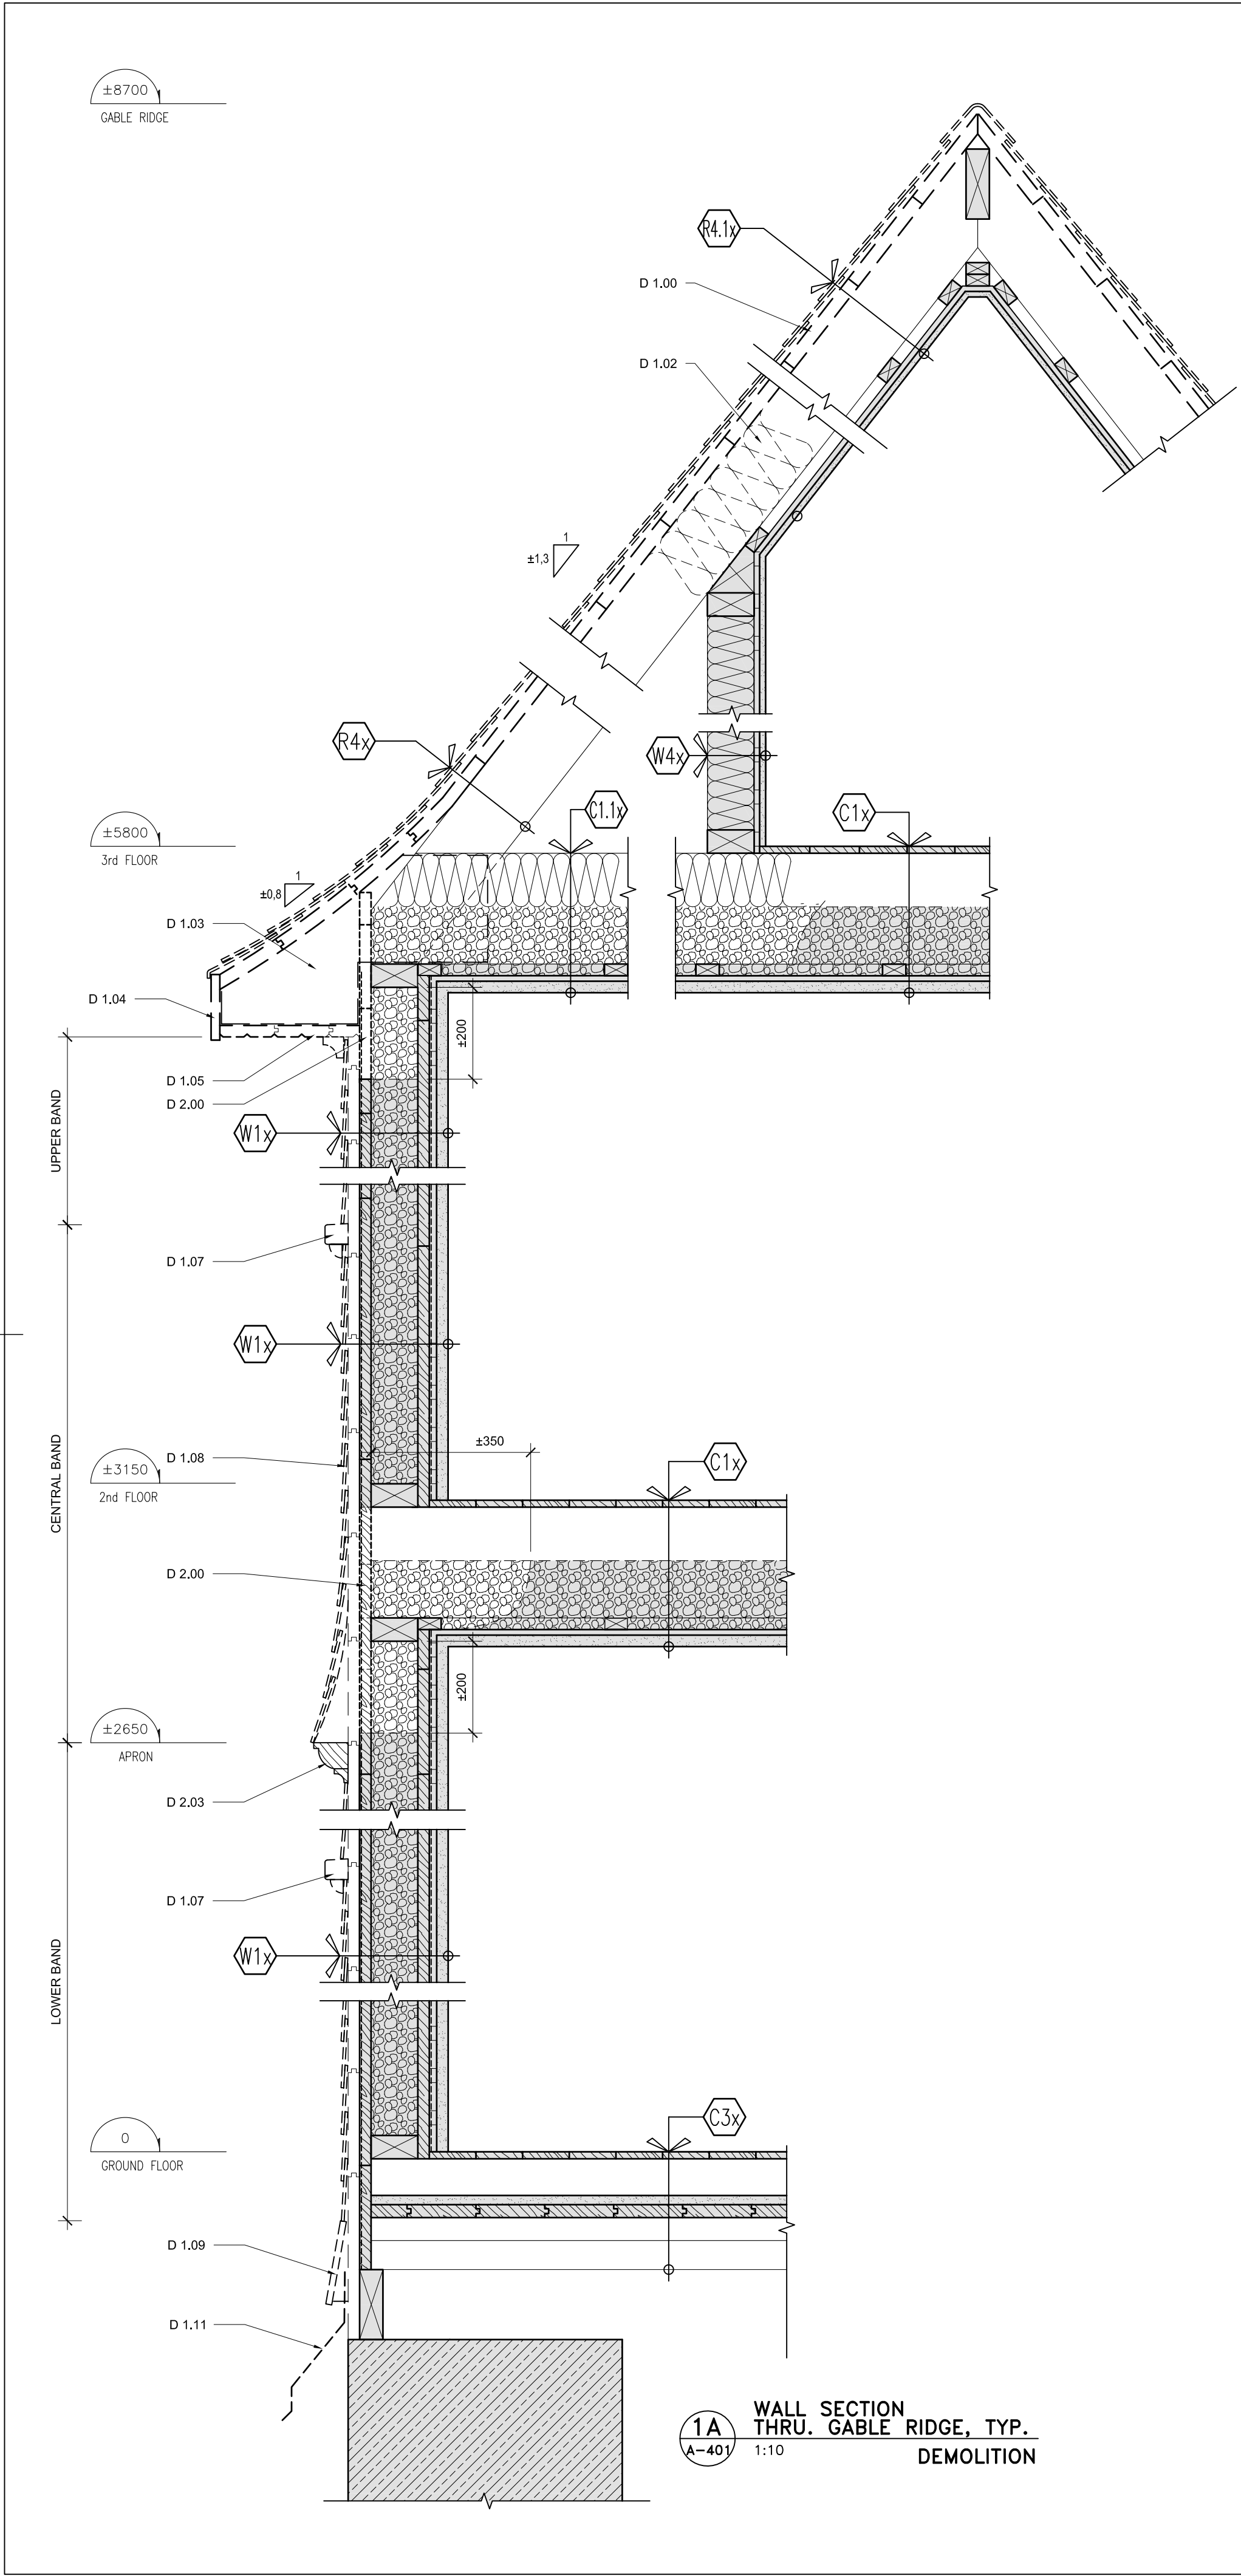 ±8700
GABLE RIDGE
R4.1x
D 1.00
D 1.02
1
±1,3
R4x
W4x
C1.1x
C1x
±5800
3rd FLOOR
1
±0,8
D 1.03
D 1.04
±200
D 1.05
D 2.00
UPPER BAND
W1x
D 1.07
W1x
±350
CENTRAL BAND
D 1.08
C1x
±3150
2nd FLOOR
D 2.00
±200
±2650
APRON
D 2.03
D 1.07
W1x
LOWER BAND
C3x
0
GROUND FLOOR
D 1.09
D 1.11
1A
A-401
WALL SECTION
THRU. GABLE RIDGE, TYP.
1:10
DEMOLITION